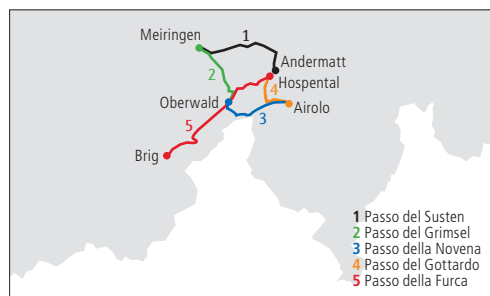 Meiringen
1
Andermatt
2
Hospental
4
Oberwald
Airolo
3
5
Brig
1 Passo del Susten
2 Passo del Grimsel
3 Passo della Novena
4 Passo del Gottardo
5 Passo della Furca